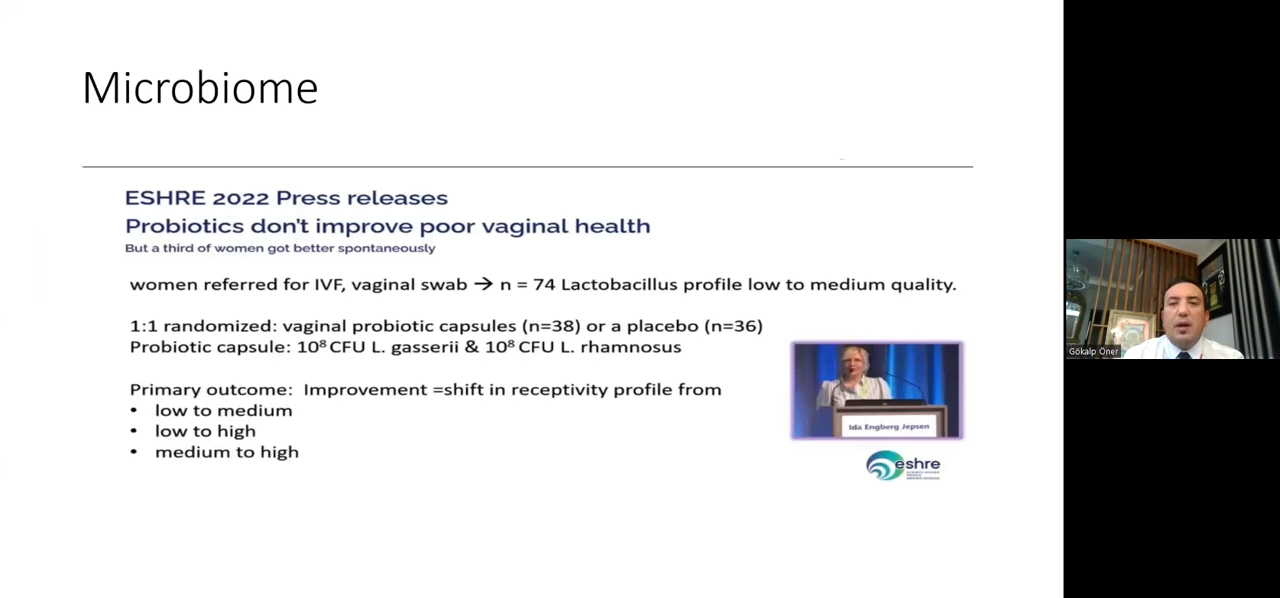 Microbiome
ESHRE 2022 Press releases
Probiotics don't improve poor vaginal health
But a third of women got better spontaneously
women referred for IVF, vaginal swab → n = 74 Lactobacillus profile low to medium quality.
1:1 randomized: vaginal probiotic capsules (n=38) or a placebo (n=36)
Probiotic capsule: 10⁸ CFU L. gasserii & 10⁸ CFU L. rhamnosus
Primary outcome: Improvement =shift in receptivity profile from
• low to medium
• low to high
• medium to high
Ida Engberg Jepsen
eshre
Gökalp Öner